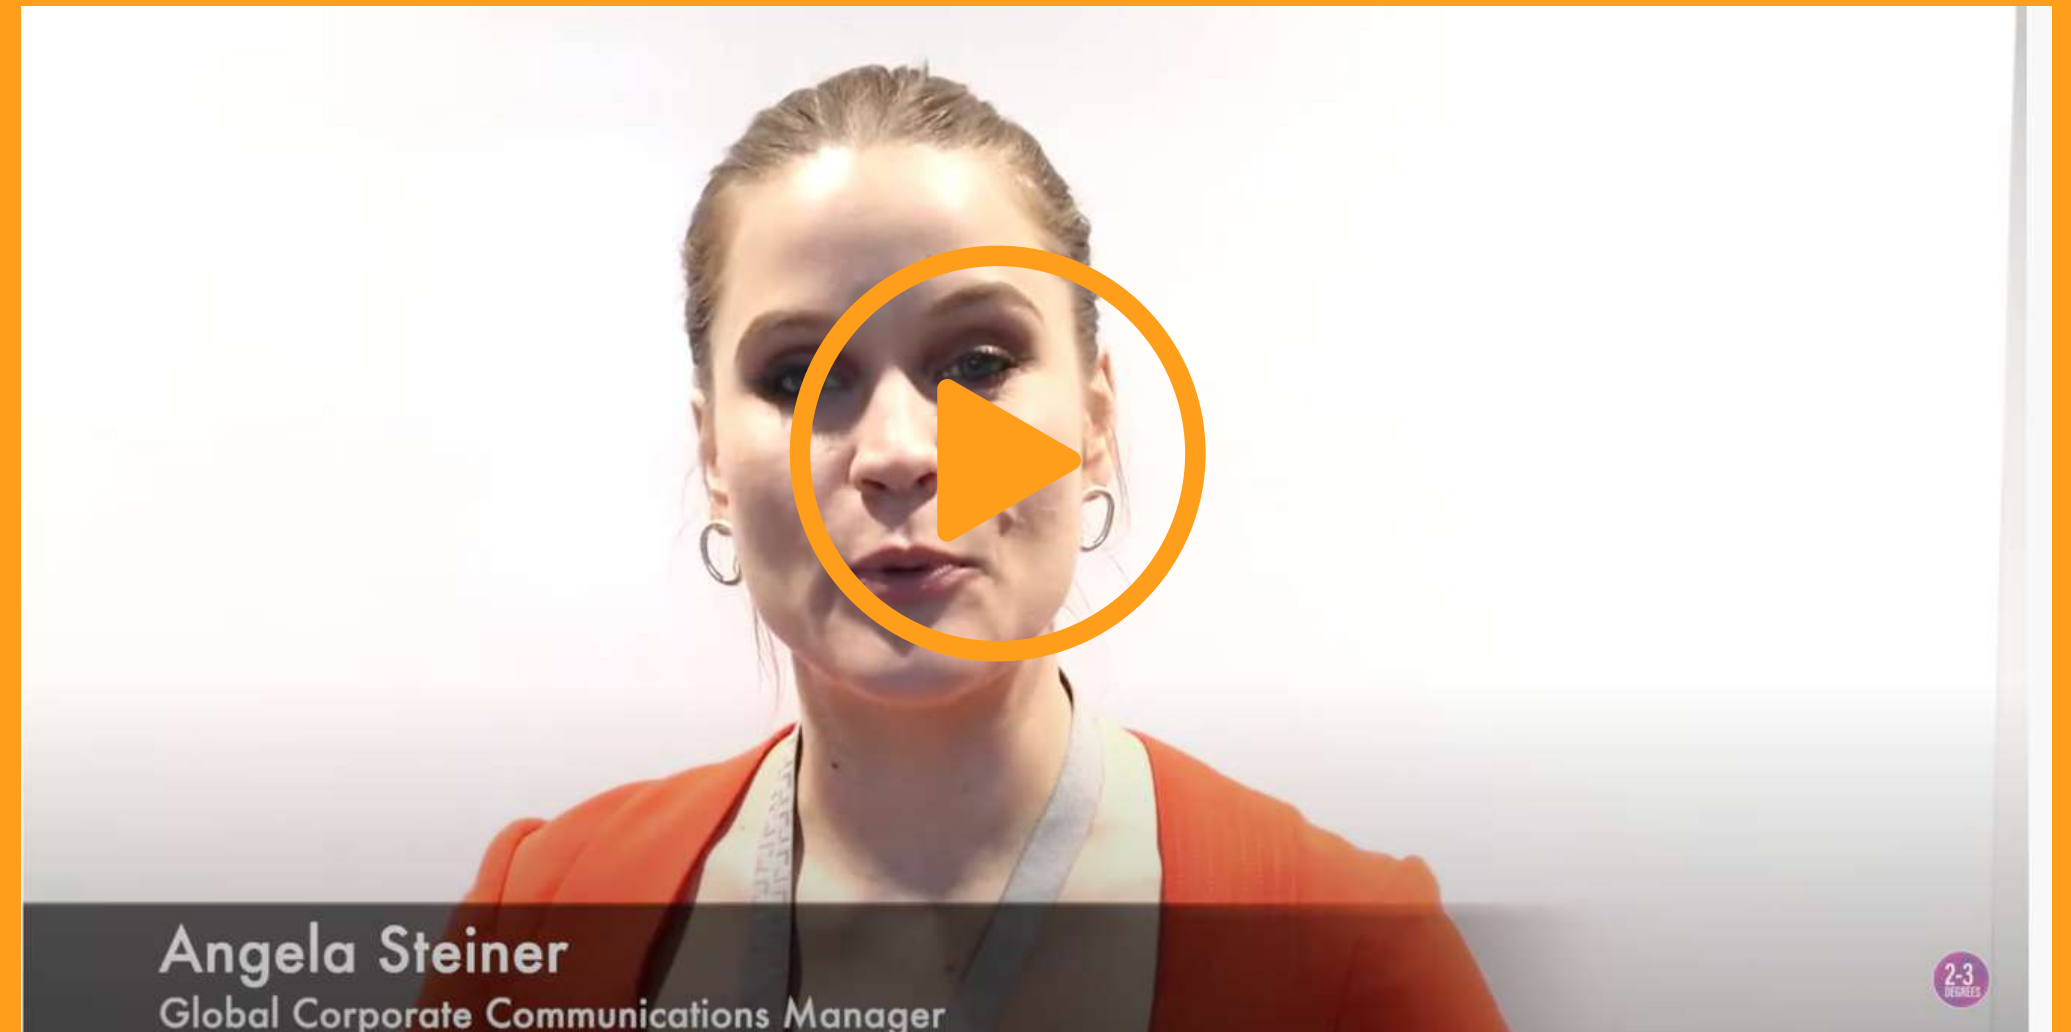 Angela Steiner
Global Corporate Communications Manager
2-3
DEGREES